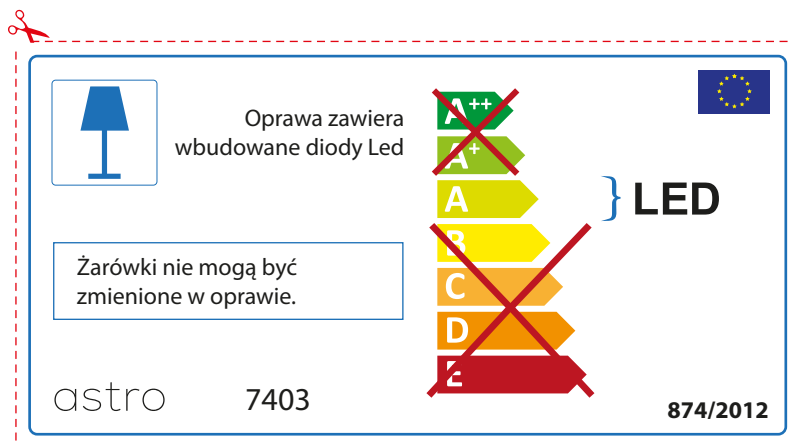 Oprawa zawiera
wbudowane diody Led
A++
A+
A
B
C
D
E
LED
Żarówki nie mogą być
zmienione w oprawie.
astro
7403
874/2012